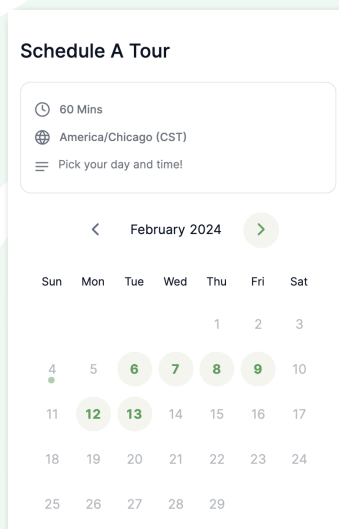 Schedule A Tour
60 Mins
America/Chicago (CST)
Pick your day and time!
February 2024
Sun Mon Tue Wed Thu Fri Sat
1 2 3
4 5 6 7 8 9 10
11 12 13 14 15 16 17
18 19 20 21 22 23 24
25 26 27 28 29